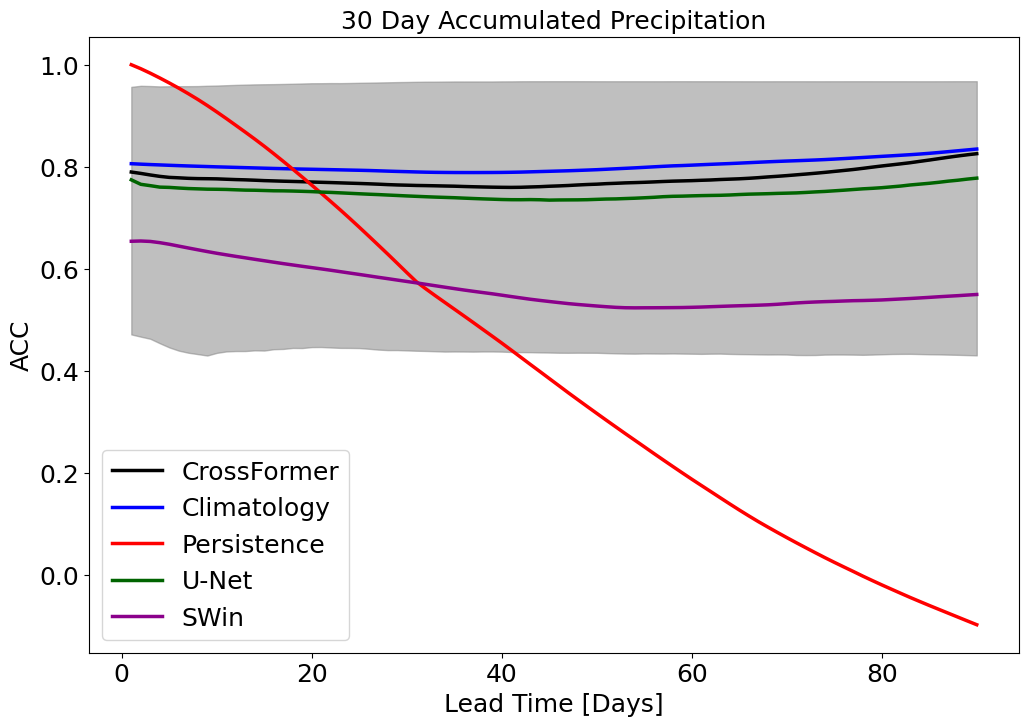 30 Day Accumulated Precipitation
1.0
0.8
0.6
0.4
0.2
0.0
ACC
CrossFormer
Climatology
Persistence
U-Net
SWin
0 20 40 60 80
Lead Time [Days]